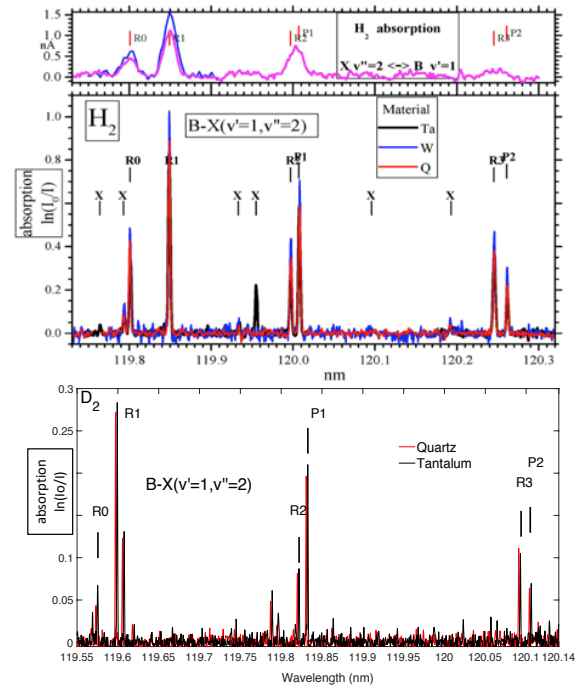 1.5
1.0
0.5
0.0
nA
R0
R1
R2
P1
R3
P2
H₂ absorption
X v"=2 <-> B v'=1
H₂
B-X(v'=1,v"=2)
Material
Ta
W
Q
absorption
ln(I₀/I)
1.0
0.8
0.6
0.4
0.2
0.0
X
X
R0
R1
X
X
R2
P1
X
X
R3
P2
119.8
119.9
120.0
120.1
120.2
120.3
nm
D₂
B-X(v'=1,v"=2)
Quartz
Tantalum
absorption
ln(Io/I)
0.3
0.25
0.2
0.15
0.1
0.05
0
R0
R1
R2
P1
R3
P2
119.55
119.6
119.65
119.7
119.75
119.8
119.85
119.9
119.95
120
120.05
120.1
120.14
Wavelength (nm)